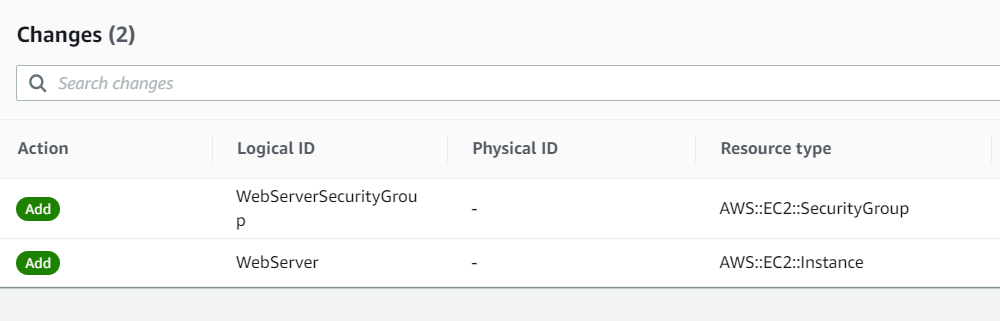 Changes (2)
Search changes
Action Logical ID Physical ID Resource type
Add WebServerSecurityGrou
p - AWS::EC2::SecurityGroup
Add WebServer - AWS::EC2::Instance